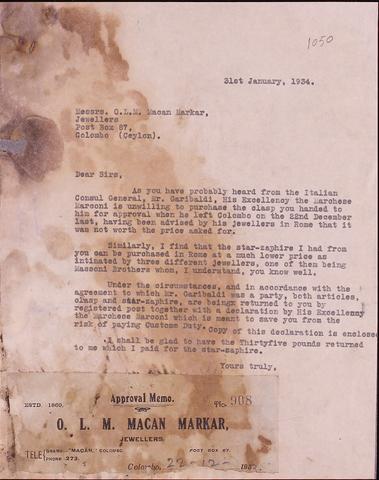 1050
31st January, 1934.
Messrs. O.L.M. Macan Markar,
Jewellers
Post Box 87,
Colombo (Ceylon).
Dear Sirs,
As you have probably heard from the Italian
Consul General, Mr. Garibaldi, His Excellency the Marchese
Marconi is unwilling to purchase the clasp you handed to
him for approval when he left Colombo on the 22nd December
last, having been advised by his jewellers in Rome that it
was not worth the price asked for.
Similarly, I find that the star-zaphire I had from
you can be purchased in Rome at a much lower price as
intimated by three different jewellers, one of them being
Massoni Brothers whom, I understand, you know well.
Under the circumstances, and in accordance with the
agreement to which Mr. Garibaldi was a party, both articles,
clasp and star-zaphire, are being returned to you by
registered post together with a declaration by His Excellency
the Marchese Marconi which is meant to save you from the
risk of paying Customs Duty. Copy of this declaration is enclose
I shall be glad to have the Thirtyfive pounds returned
to me which I paid for the star-zaphire.
Yours truly,
Approval Memo.
ESTD. 1860. No. 908
O. L. M. MACAN MARKAR,
JEWELLERS
TELE GRAMS:- "MACAN," COLOMBO. POST BOX 87.
PHONE 273.
Colombo, 22-12- 193